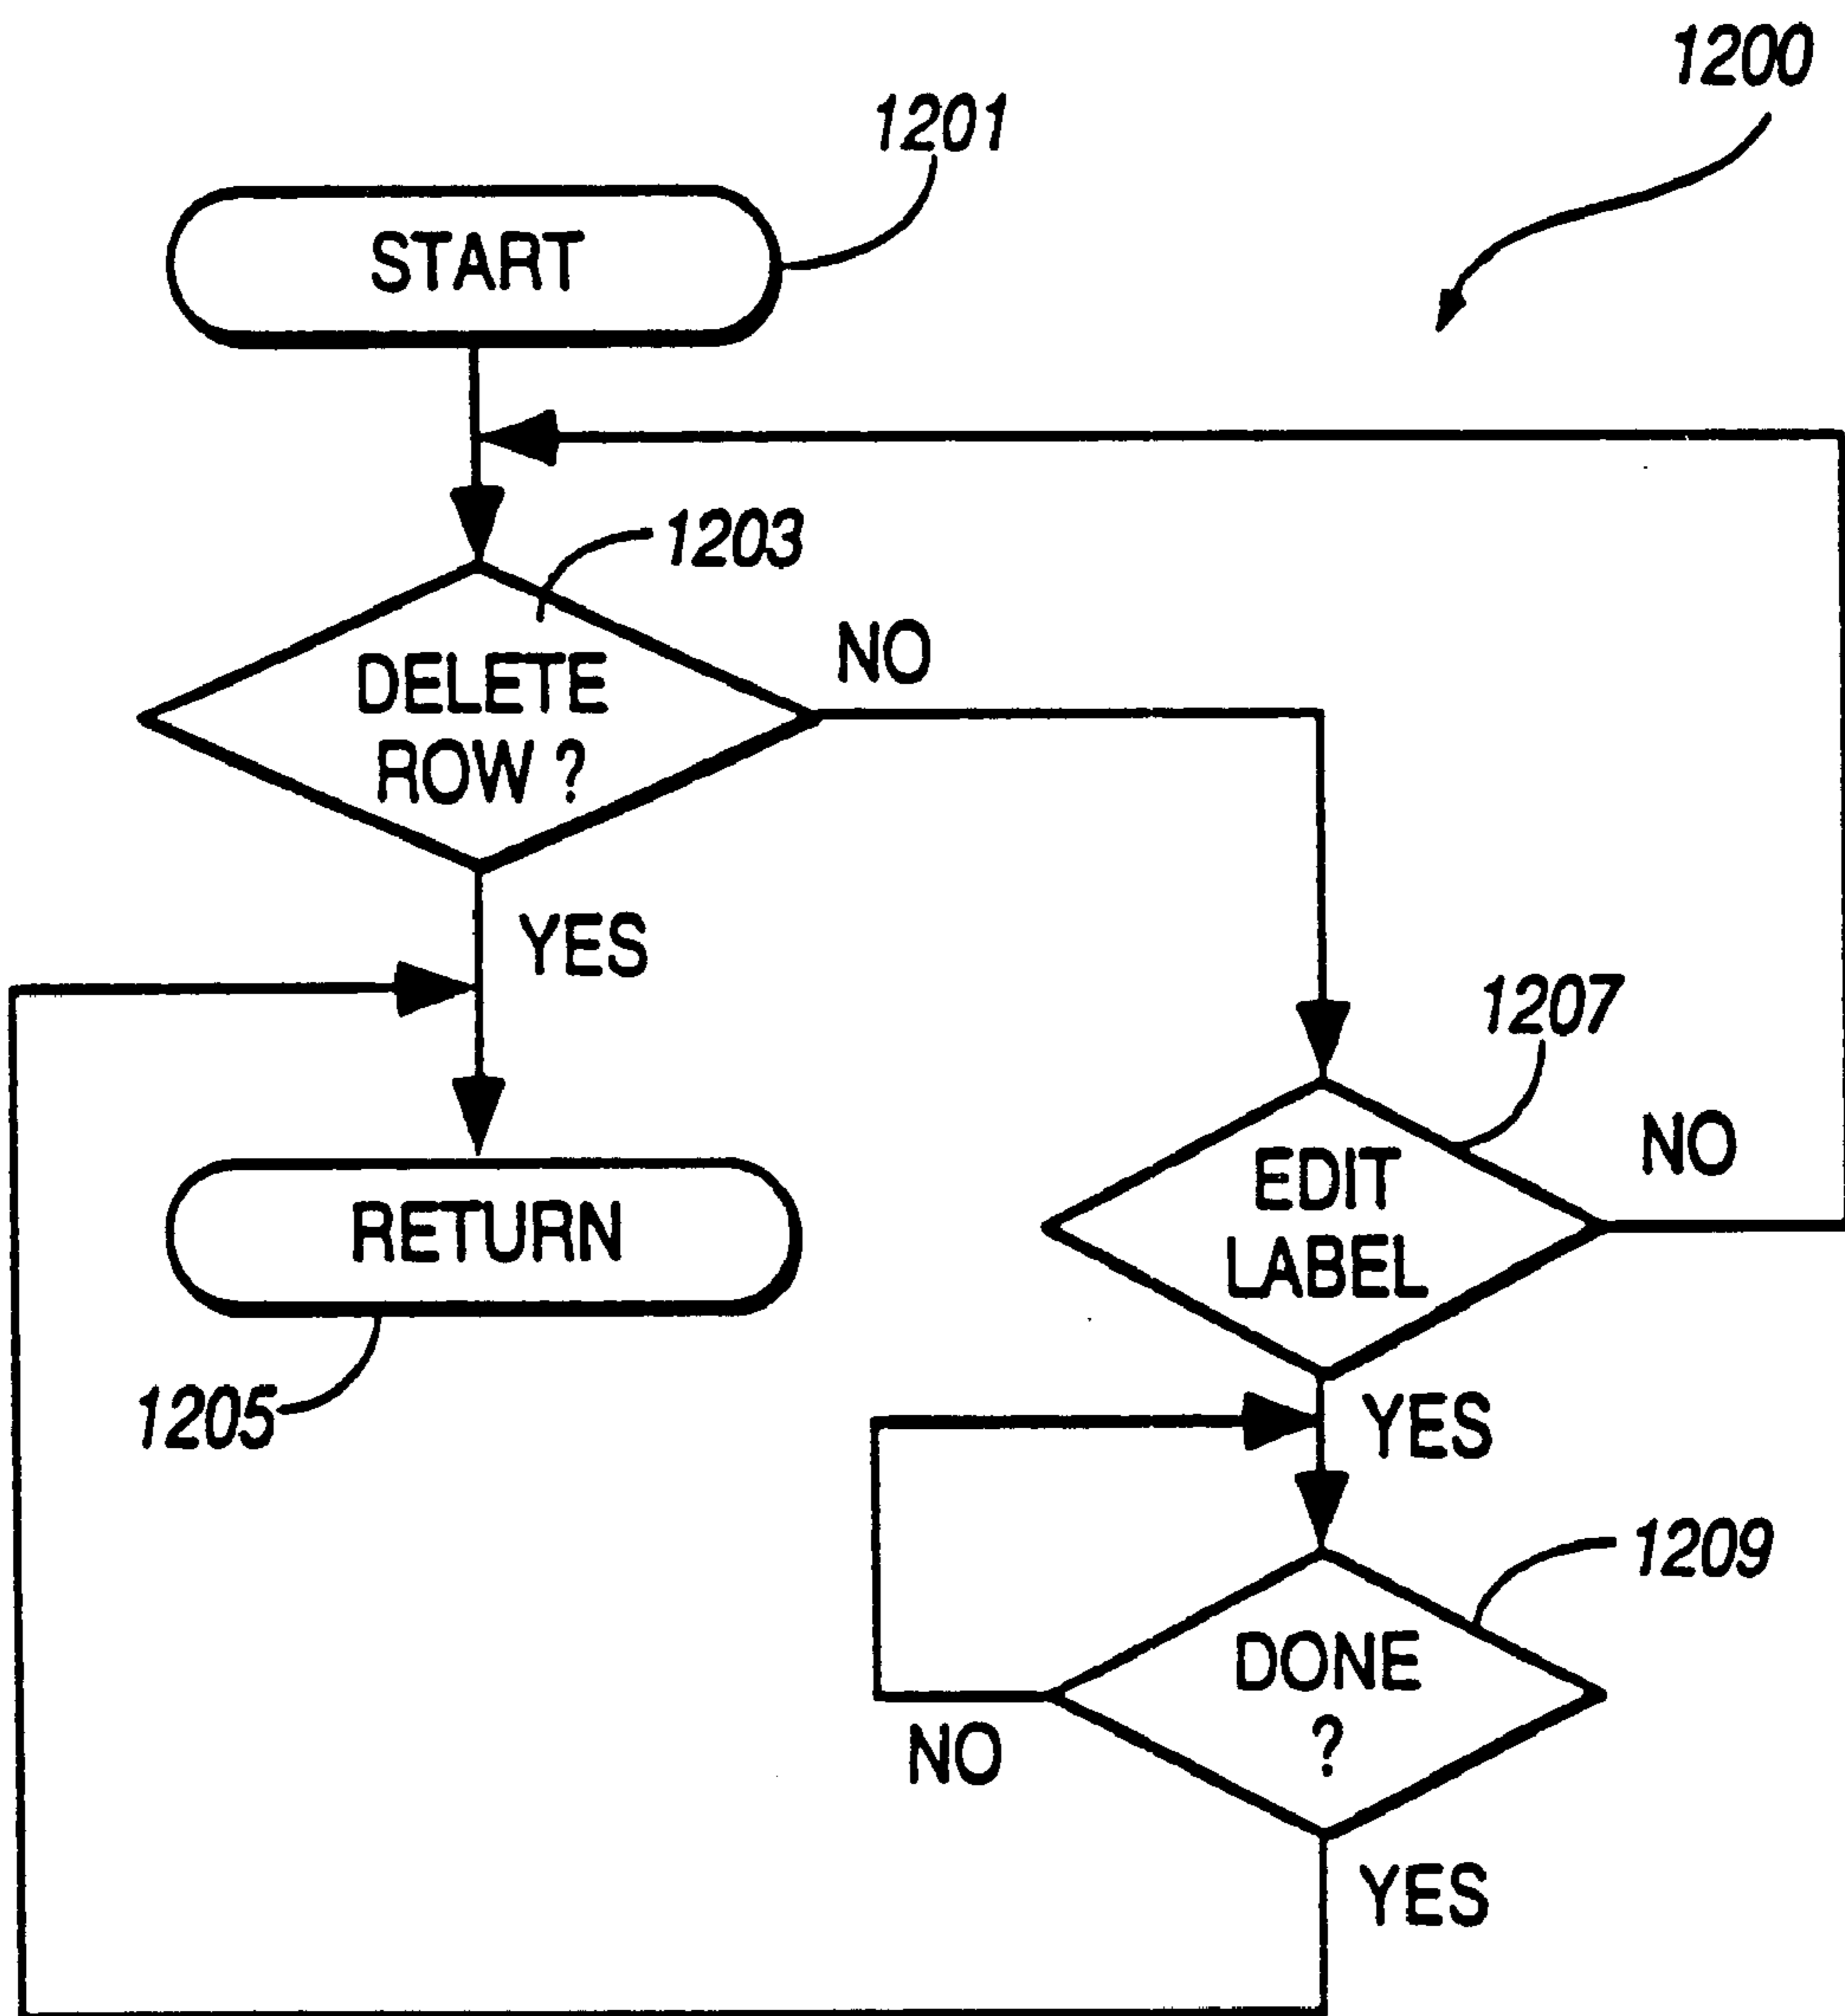 1200
1201
START
1203
DELETE
ROW ?
NO
YES
1207
EDIT
LABEL
NO
RETURN
1205
YES
1209
DONE
?
NO
YES